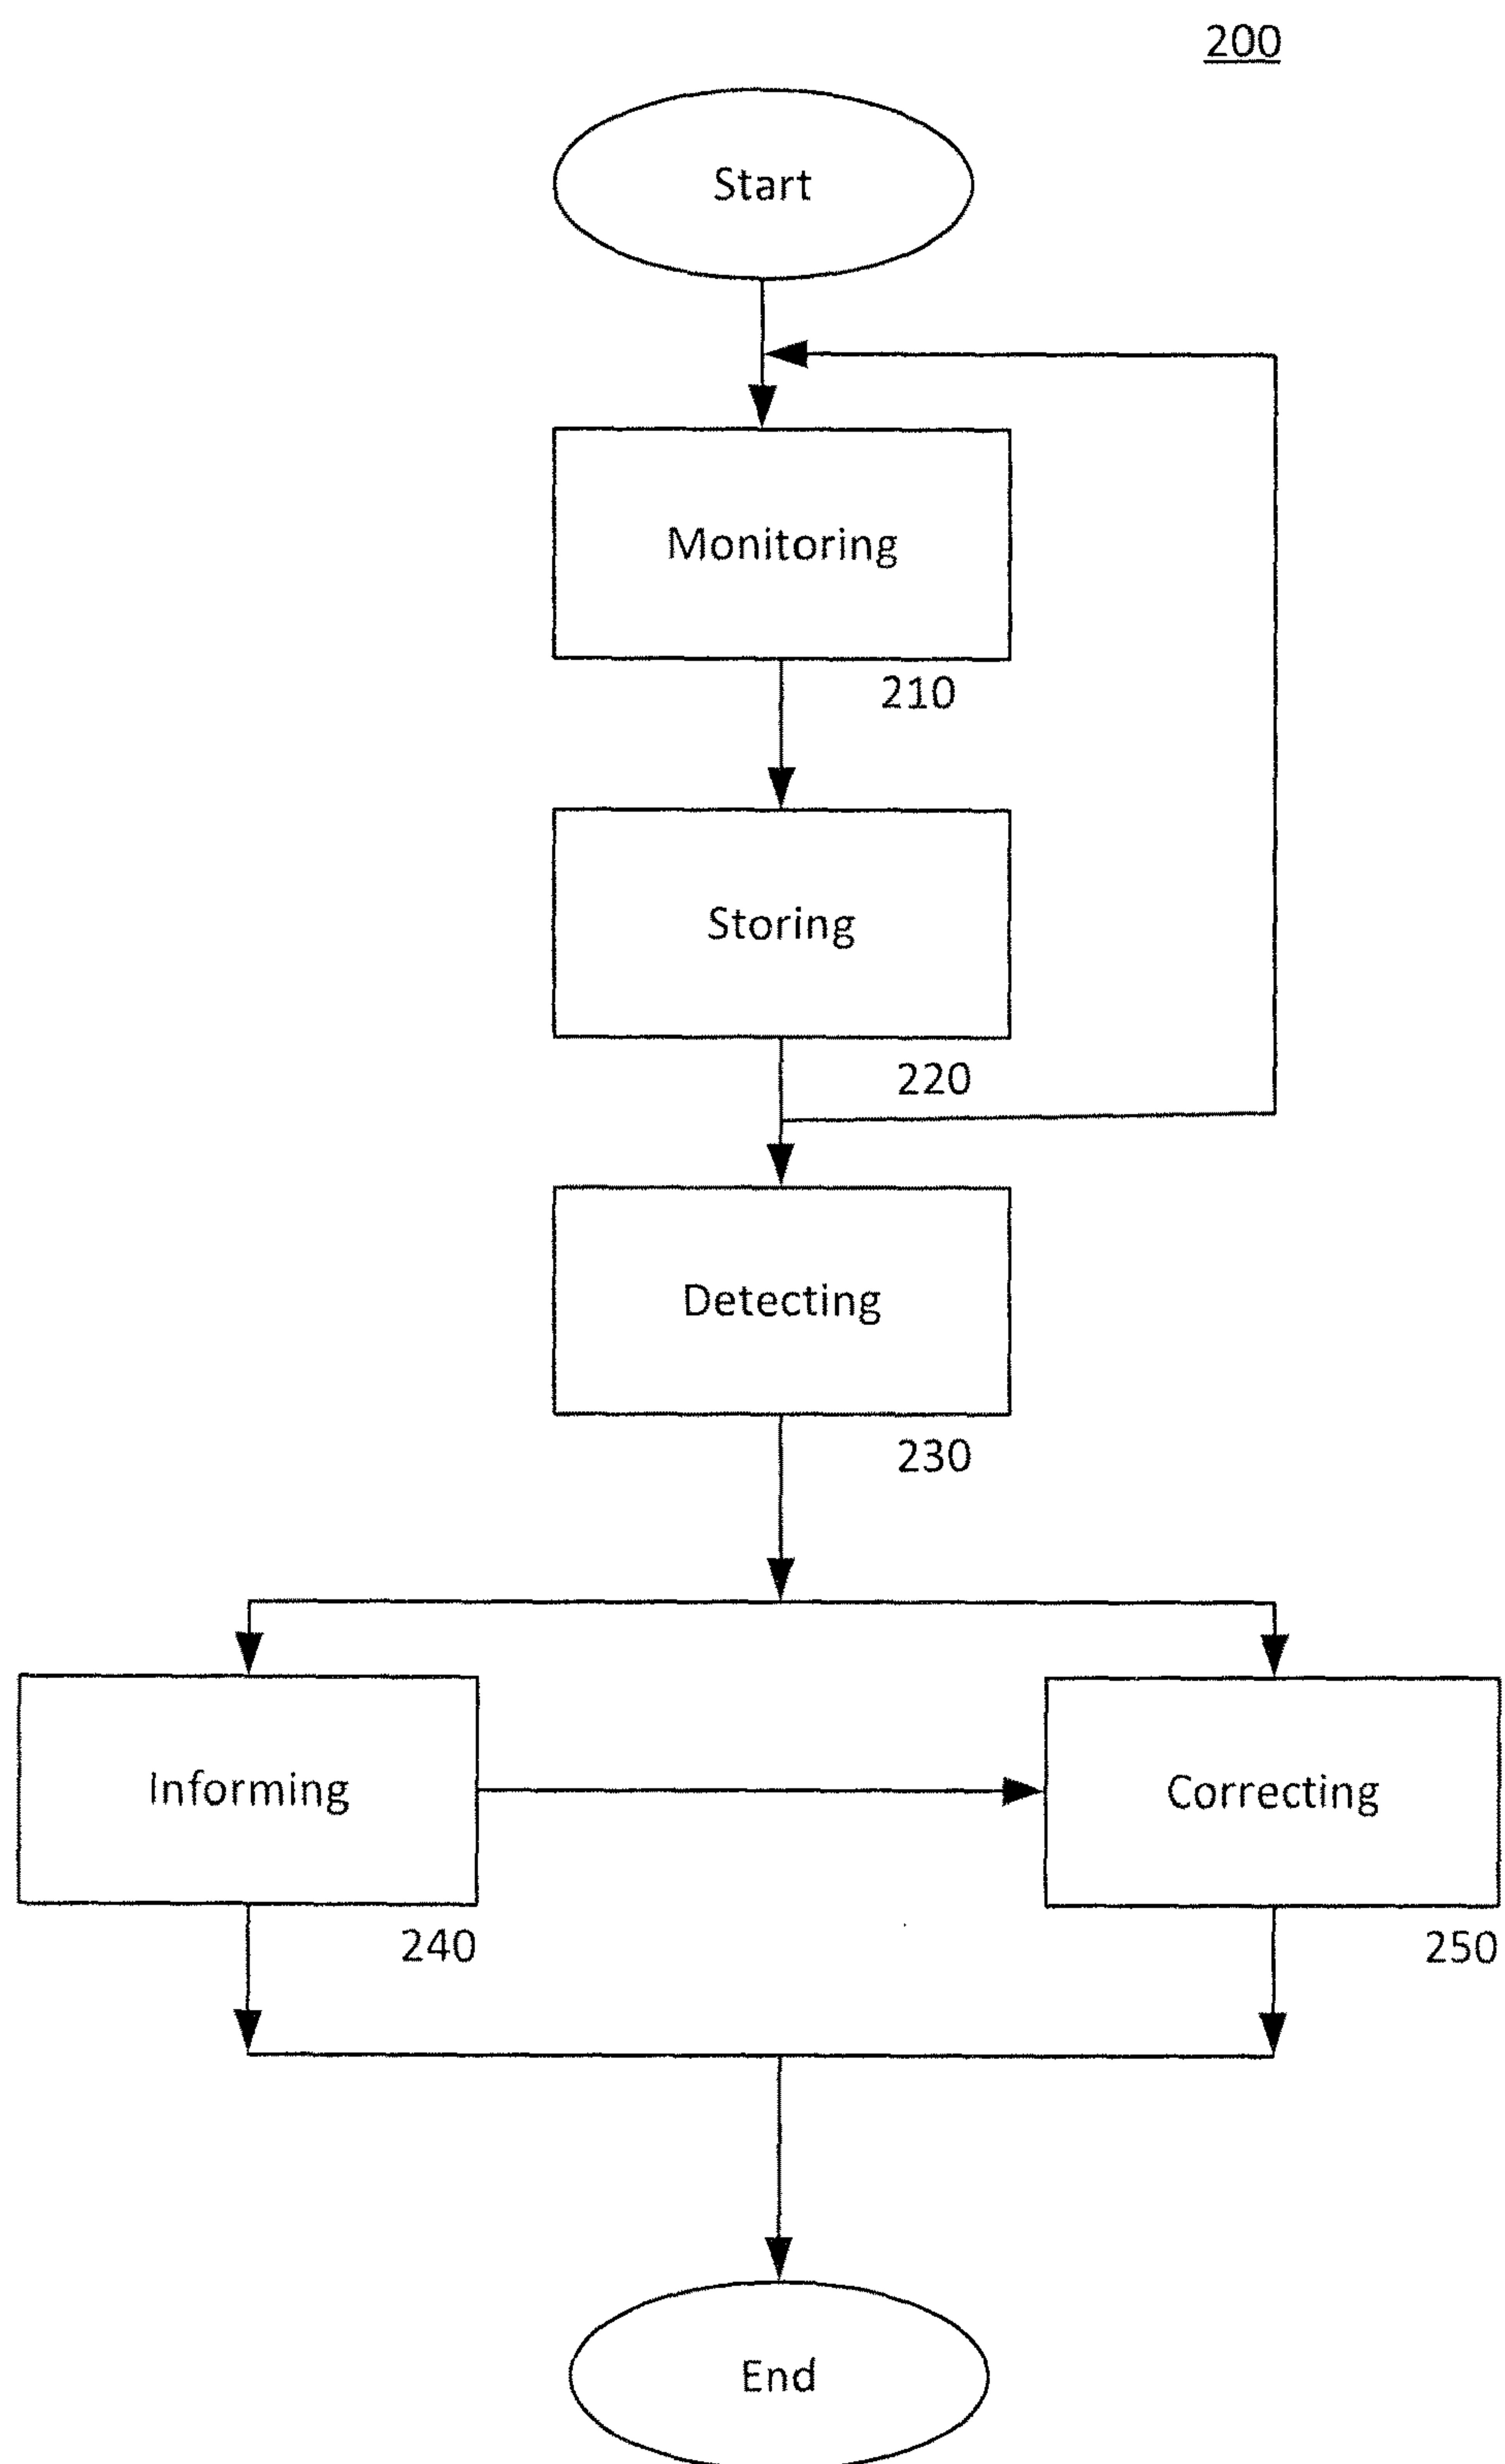 200
Start
Monitoring
210
Storing
220
Detecting
230
Informing
Correcting
240
250
End